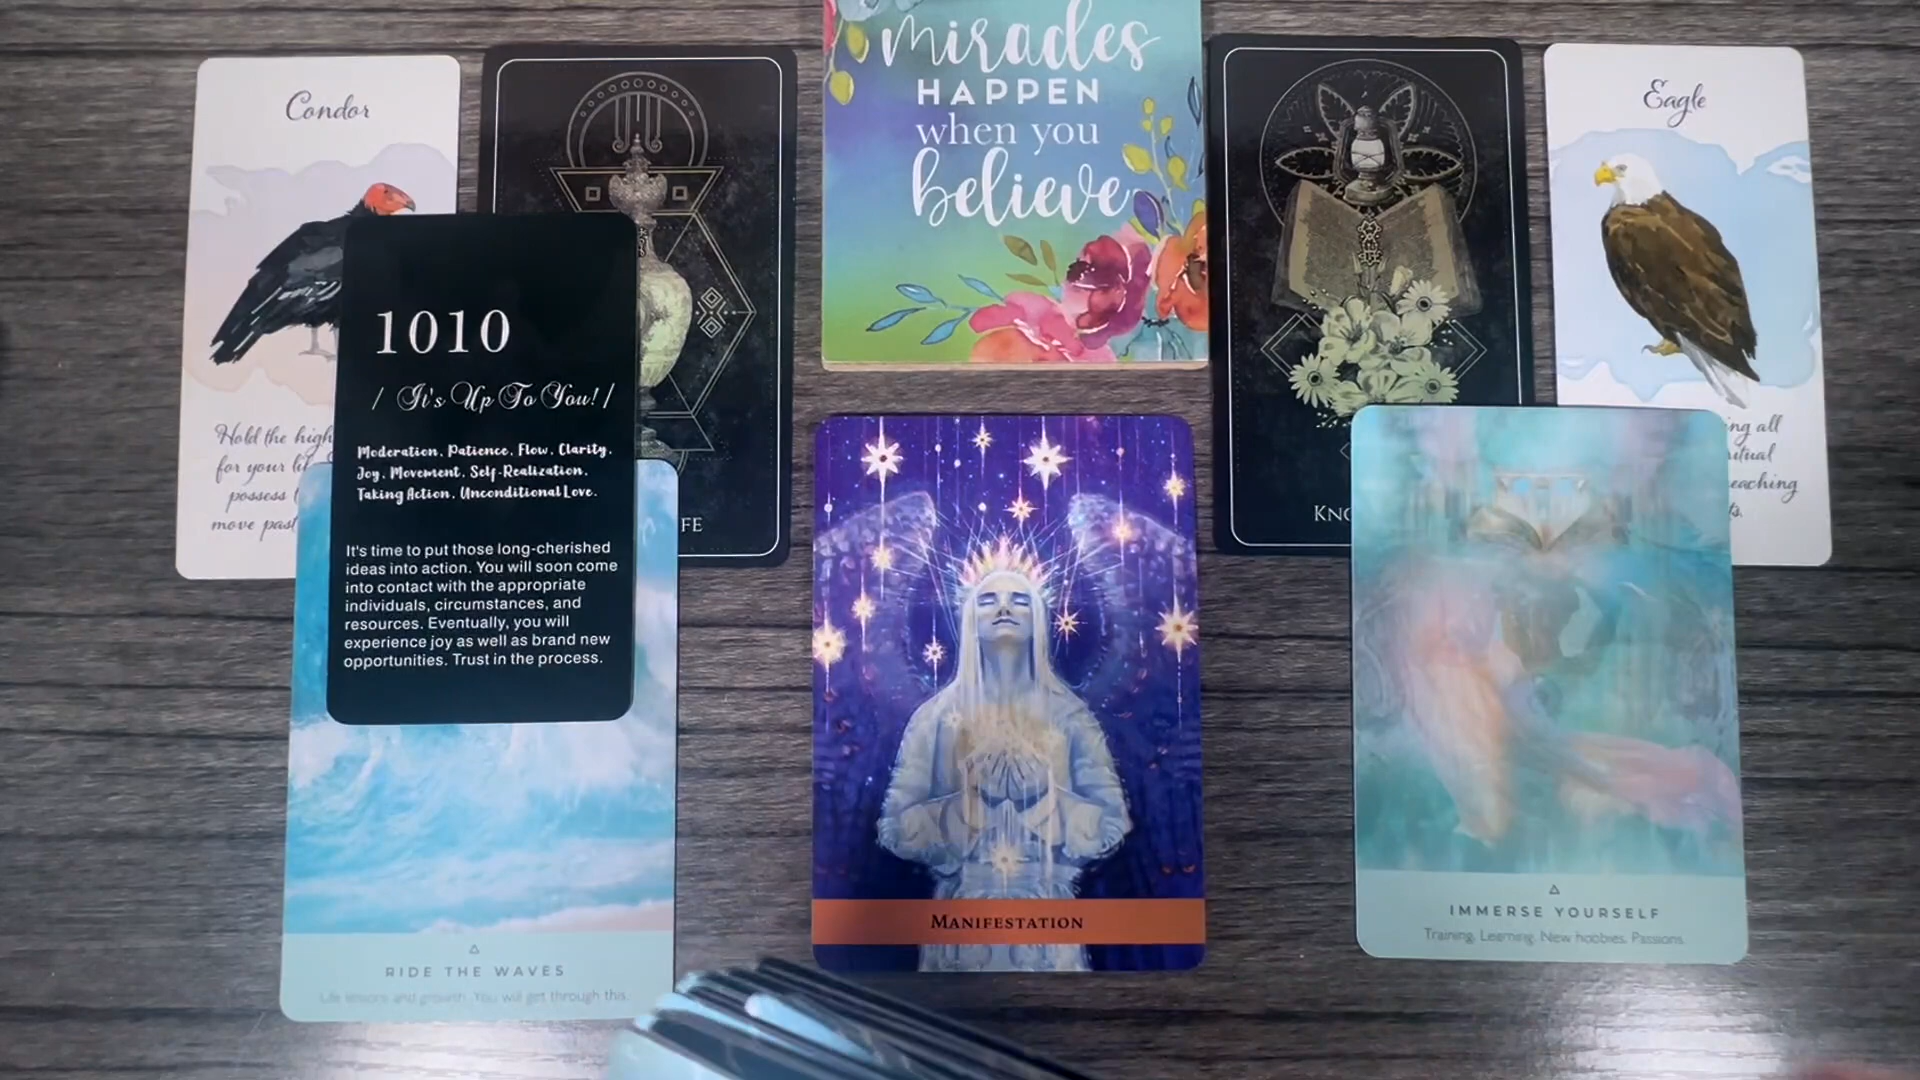 Condor
Hold the high
for your
possess
move past
1010
/ It's Up To You! /
Moderation, Patience, Flow, Clarity,
Joy, Movement, Self-Realization,
Taking Action, Unconditional Love.
It's time to put those long-cherished
ideas into action. You will soon come
into contact with the appropriate
individuals, circumstances, and
resources. Eventually, you will
experience joy as well as brand new
opportunities. Trust in the process.
FE
RIDE THE WAVES
Life lessons and growth. You will get through this.
miracles
HAPPEN
when you
believe
MANIFESTATION
KNO
Eagle
ing all
itual
eaching
ts.
IMMERSE YOURSELF
Training. Learning. New hobbies. Passions.